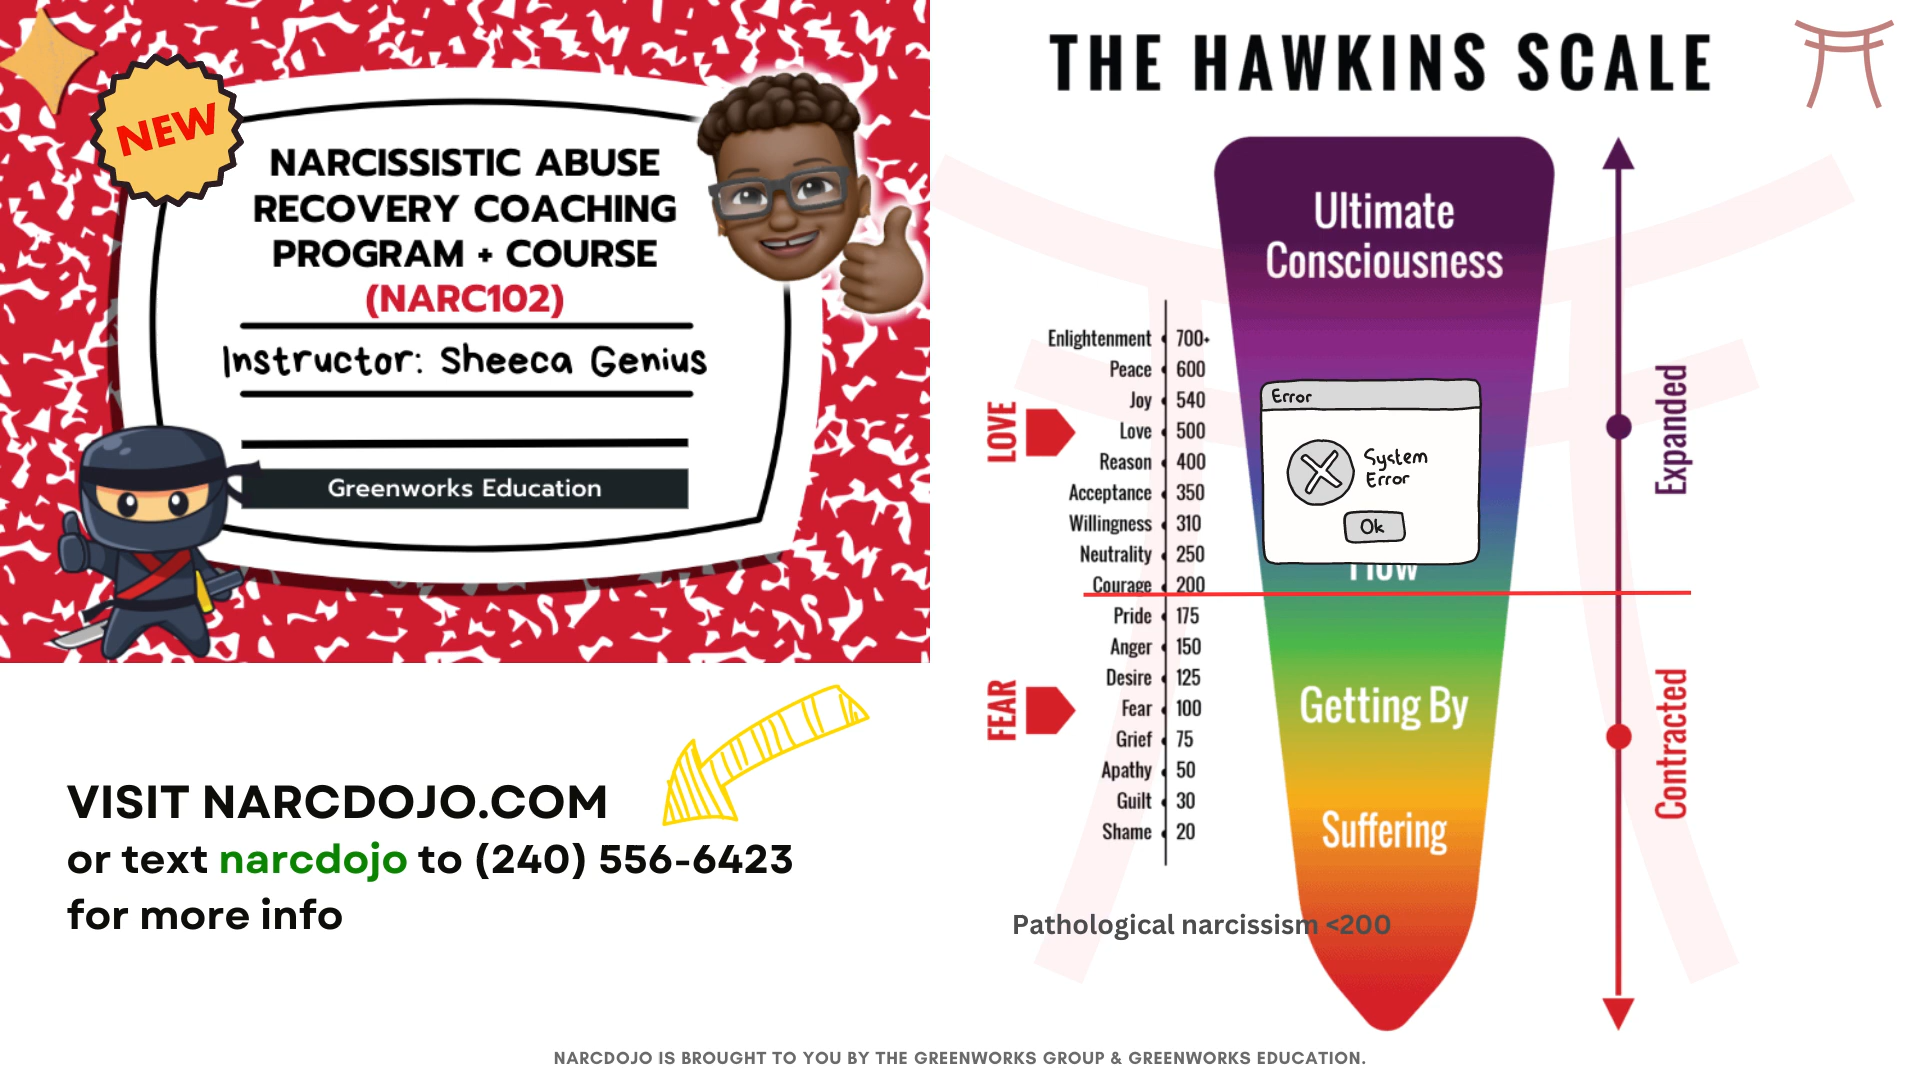 NEW
NARCISSISTIC ABUSE
RECOVERY COACHING
PROGRAM + COURSE
(NARC102)
Instructor: Sheeca Genius
Greenworks Education
VISIT NARCDOJO.COM
or text narcdojo to (240) 556-6423
for more info
THE HAWKINS SCALE
Ultimate
Consciousness
Enlightenment 700+
Peace 600
Joy 540
Love 500
Reason 400
Acceptance 350
Willingness 310
Neutrality 250
Courage 200
Pride 175
Anger 150
Desire 125
Fear 100
Grief 75
Apathy 50
Guilt 30
Shame 20
LOVE
FEAR
Error
System
Error
Ok
Getting By
Suffering
Expanded
Contracted
Pathological narcissism <200
NARCDOJO IS BROUGHT TO YOU BY THE GREENWORKS GROUP & GREENWORKS EDUCATION.